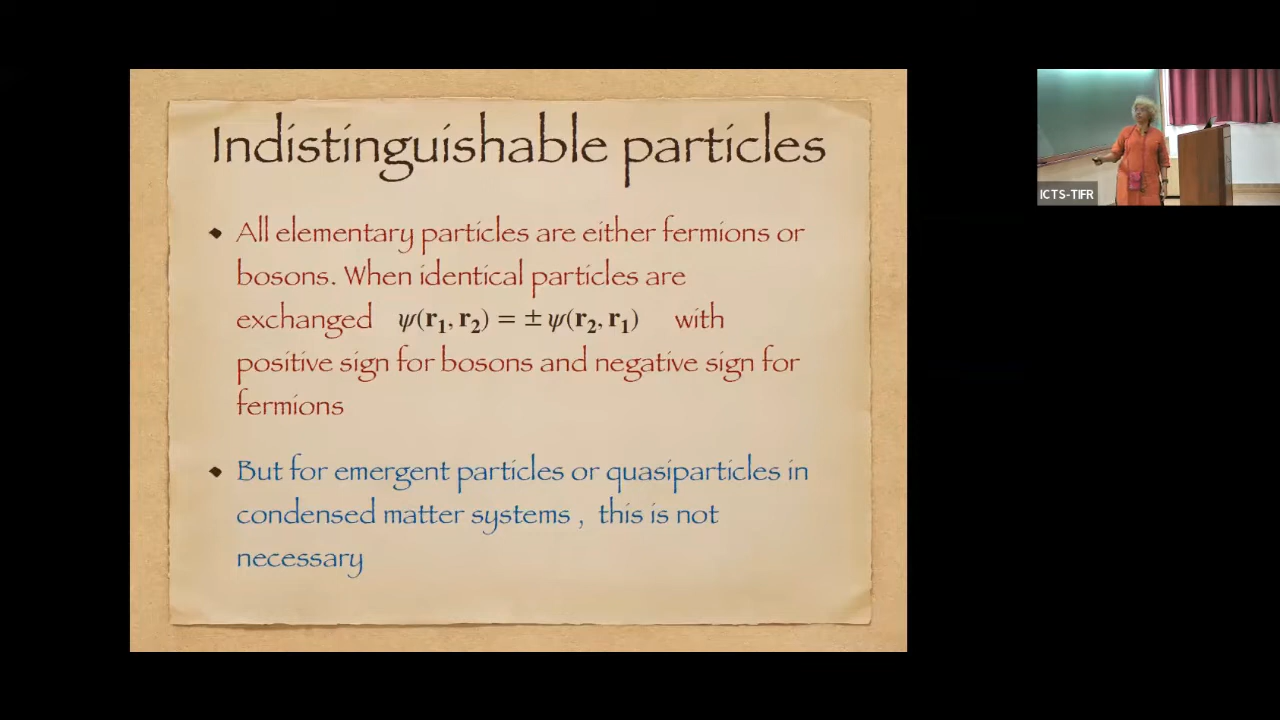 Indistinguishable particles
All elementary particles are either fermions or
bosons. When identical particles are
exchanged ψ(r₁, r₂) = ± ψ(r₂, r₁) with
positive sign for bosons and negative sign for
fermions
But for emergent particles or quasiparticles in
condensed matter systems , this is not
necessary
ICTS-TIFR